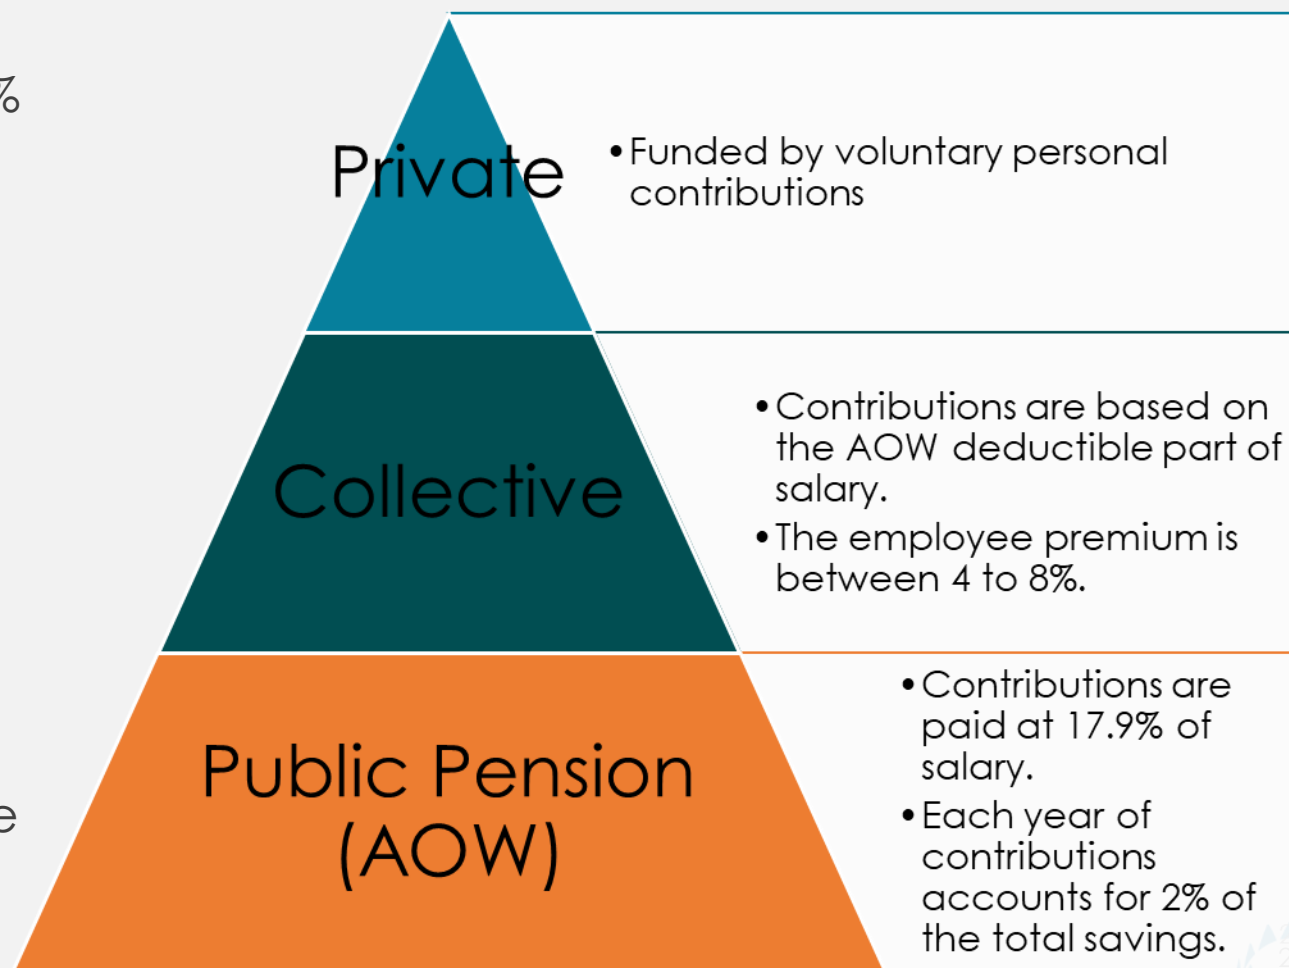 %
Private
•Funded by voluntary personal
contributions
Collective
•Contributions are based on
the AOW deductible part of
salary.
•The employee premium is
between 4 to 8%.
Public Pension
(AOW)
•Contributions are
paid at 17.9% of
salary.
•Each year of
contributions
accounts for 2% of
the total savings.
e